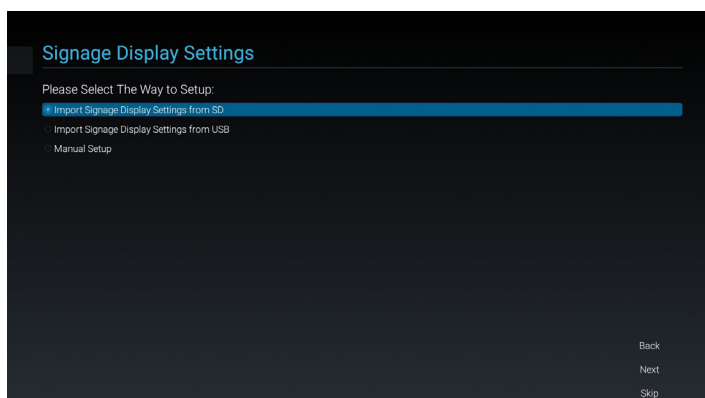 Signage Display Settings
Please Select The Way to Setup:
Import Signage Display Settings from SD
Import Signage Display Settings from USB
Manual Setup
Back
Next
Skip